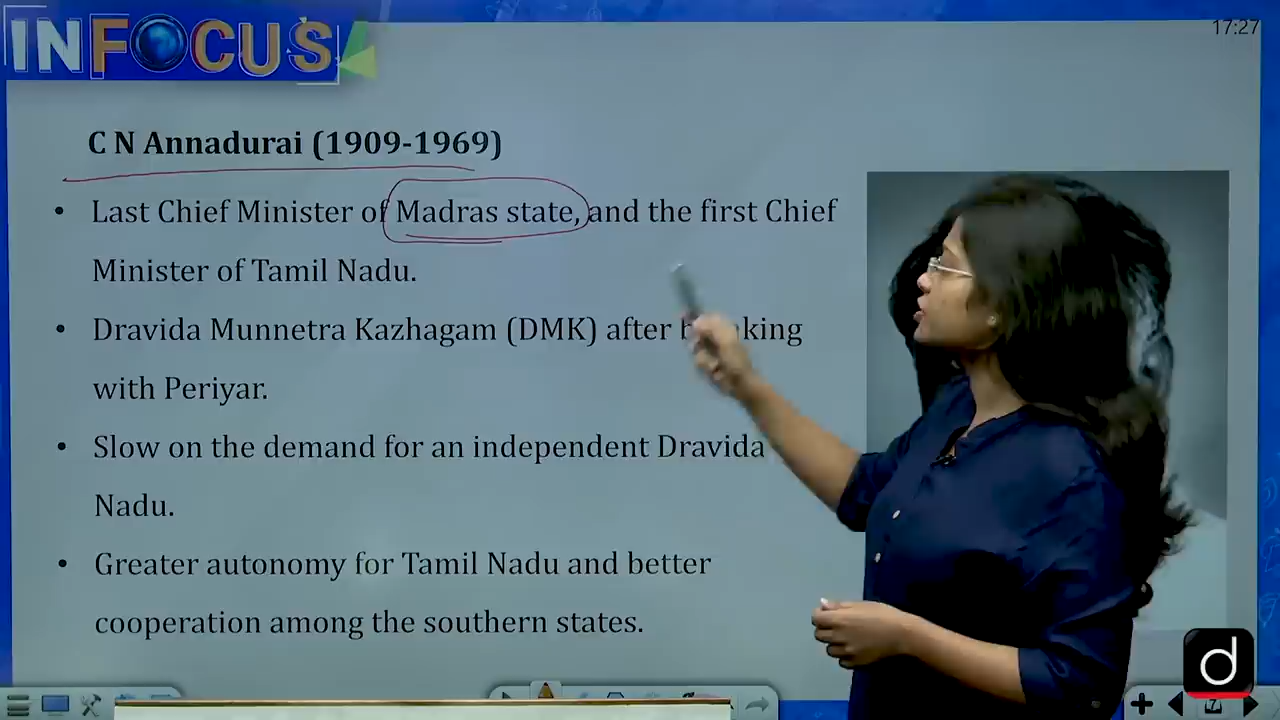 INFOCUS
17:27
C N Annadurai (1909-1969)
• Last Chief Minister of Madras state, and the first Chief
Minister of Tamil Nadu.
• Dravida Munnetra Kazhagam (DMK) after
with Periyar.
• Slow on the demand for an independent Dravida
Nadu.
• Greater autonomy for Tamil Nadu and better
cooperation among the southern states.
d
7